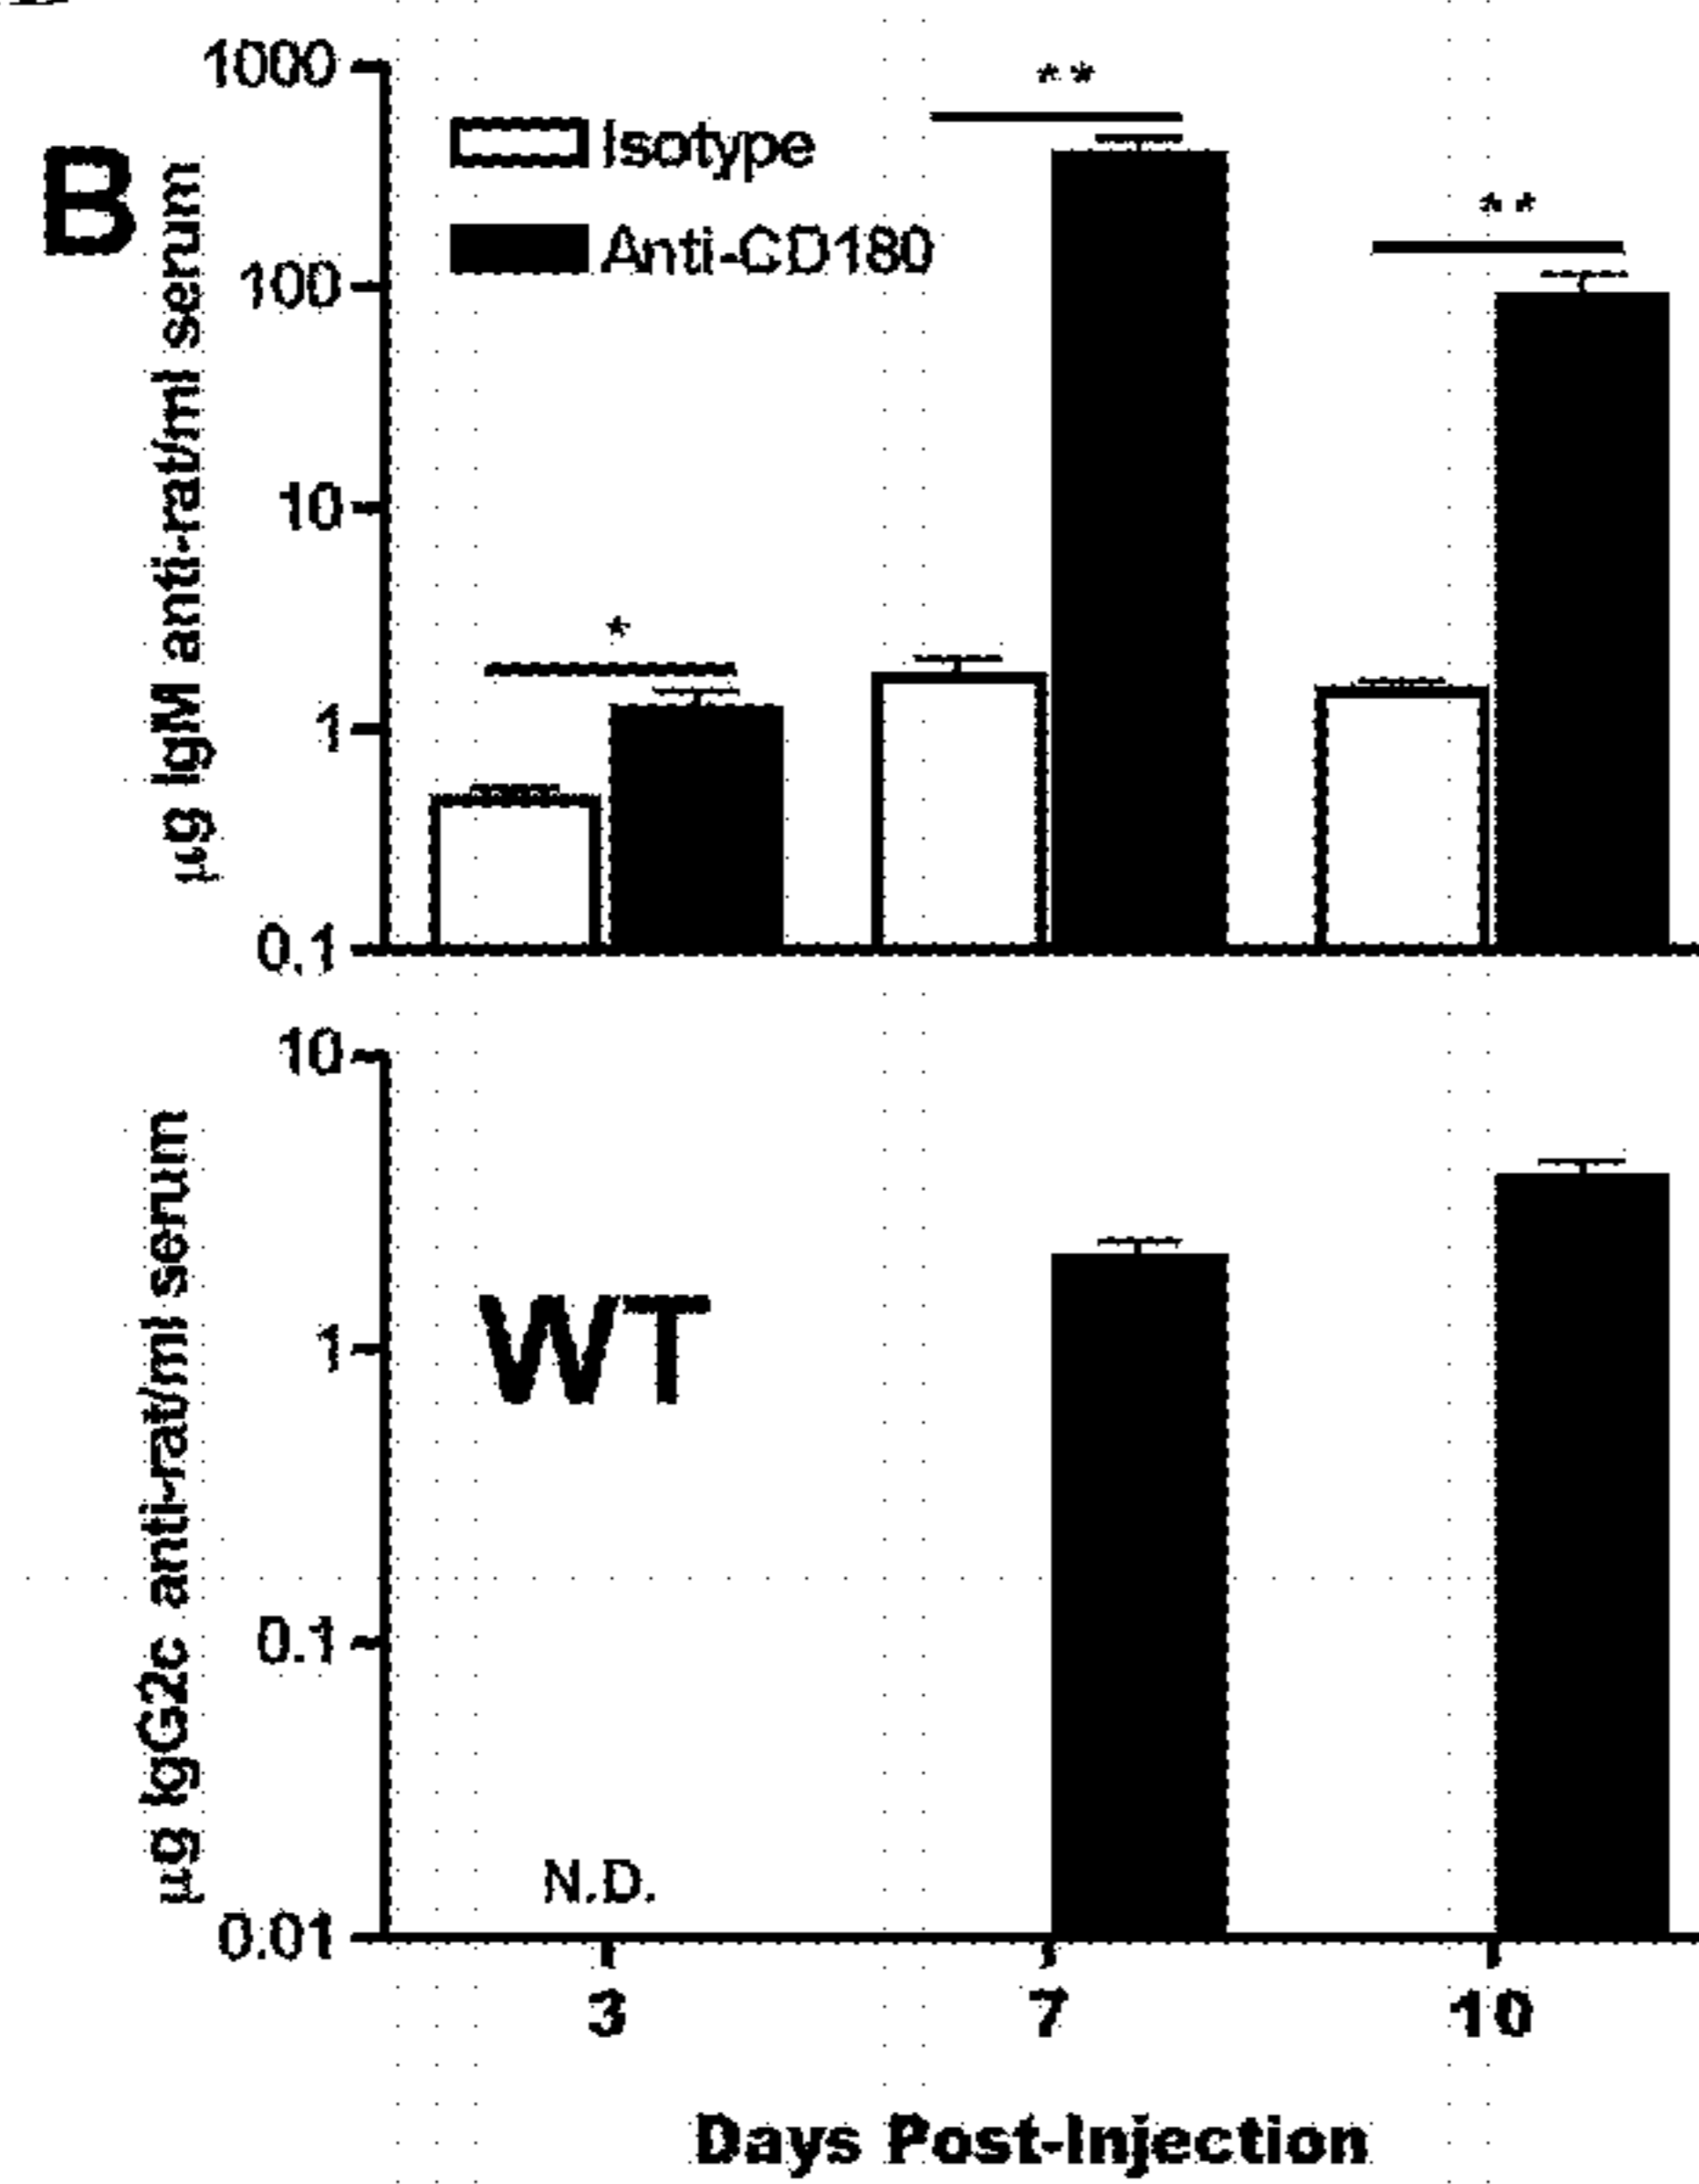 B
µg IgM anti-rat/ml serum
1000
100
10
1
0.1
Isotype
Anti-CD180
*
**
**
µg IgG2c anti-rat/ml serum
10
1
0.1
0.01
WT
N.D.
3 7 10
Days Post-Injection